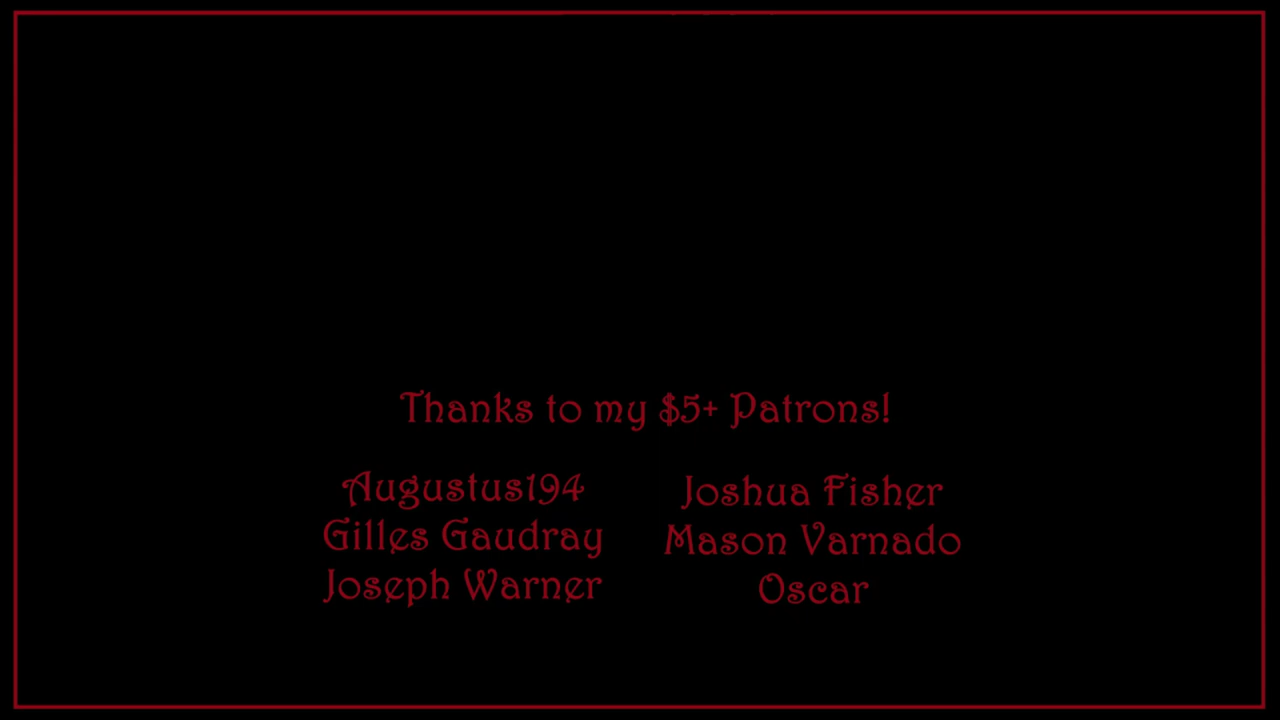 Thanks to my $5+ Patrons!
Augustus194
Gilles Gaudray
Joseph Warner
Joshua Fisher
Mason Varnado
Oscar